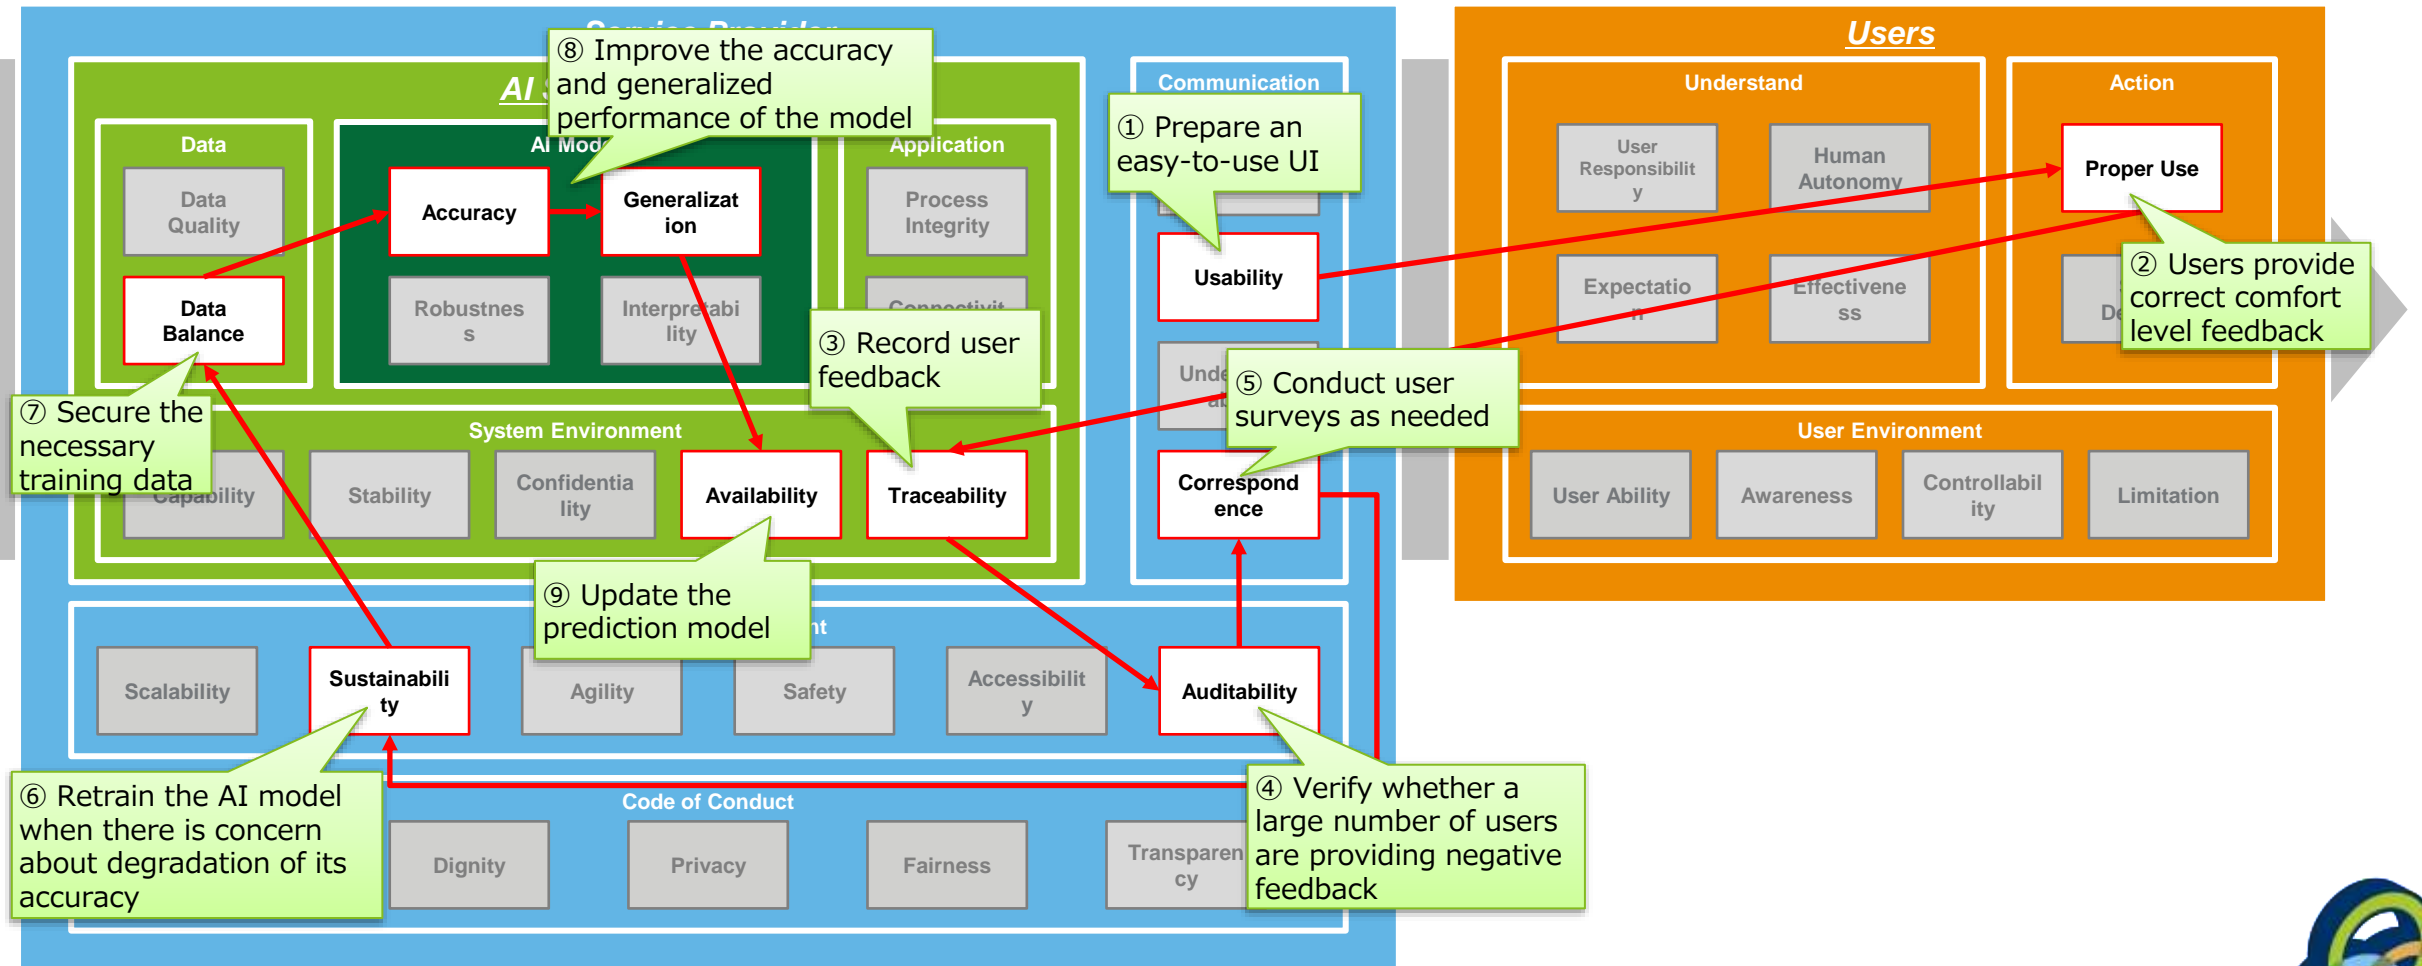 Users
⑧ Improve the accuracy
and generalized
performance of the model
AI
Communication
Understand
Action
① Prepare an
easy-to-use UI
Data
Application
Data
Quality
Accuracy
Generalizat
ion
Process
Integrity
User
Responsibilit
y
Human
Autonomy
Proper Use
Usability
Data
Balance
Robustnes
s
Interpretabi
lity
Expectatio
n
Effectivene
ss
② Users provide
correct comfort
level feedback
③ Record user
feedback
⑤ Conduct user
surveys as needed
⑦ Secure the
necessary
training data
System Environment
User Environment
Capability
Stability
Confidentia
lity
Availability
Traceability
Correspond
ence
User Ability
Awareness
Controllabil
ity
Limitation
⑨ Update the
prediction model
Scalability
Sustainabili
ty
Agility
Safety
Accessibilit
y
Auditability
⑥ Retrain the AI model
when there is concern
about degradation of its
accuracy
Code of Conduct
④ Verify whether a
large number of users
are providing negative
feedback
Dignity
Privacy
Fairness
Transparen
cy